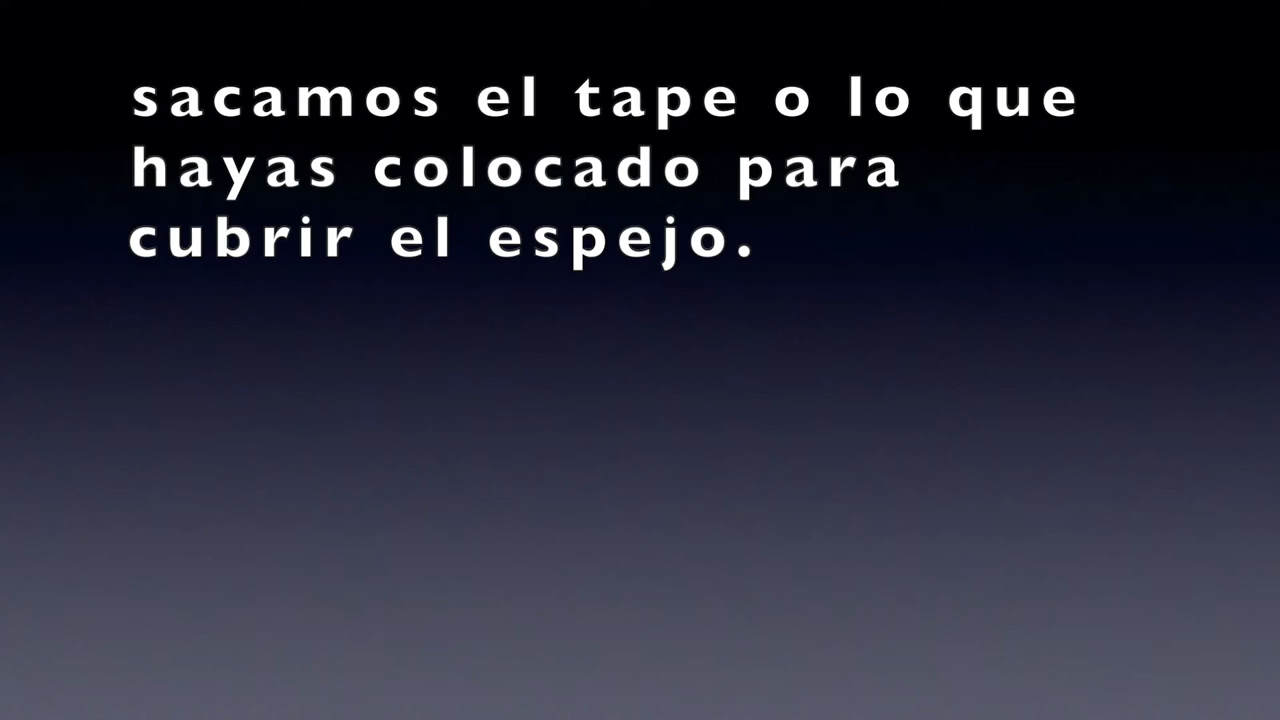 sacamos el tape o lo que
hayas colocado para
cubrir el espejo.